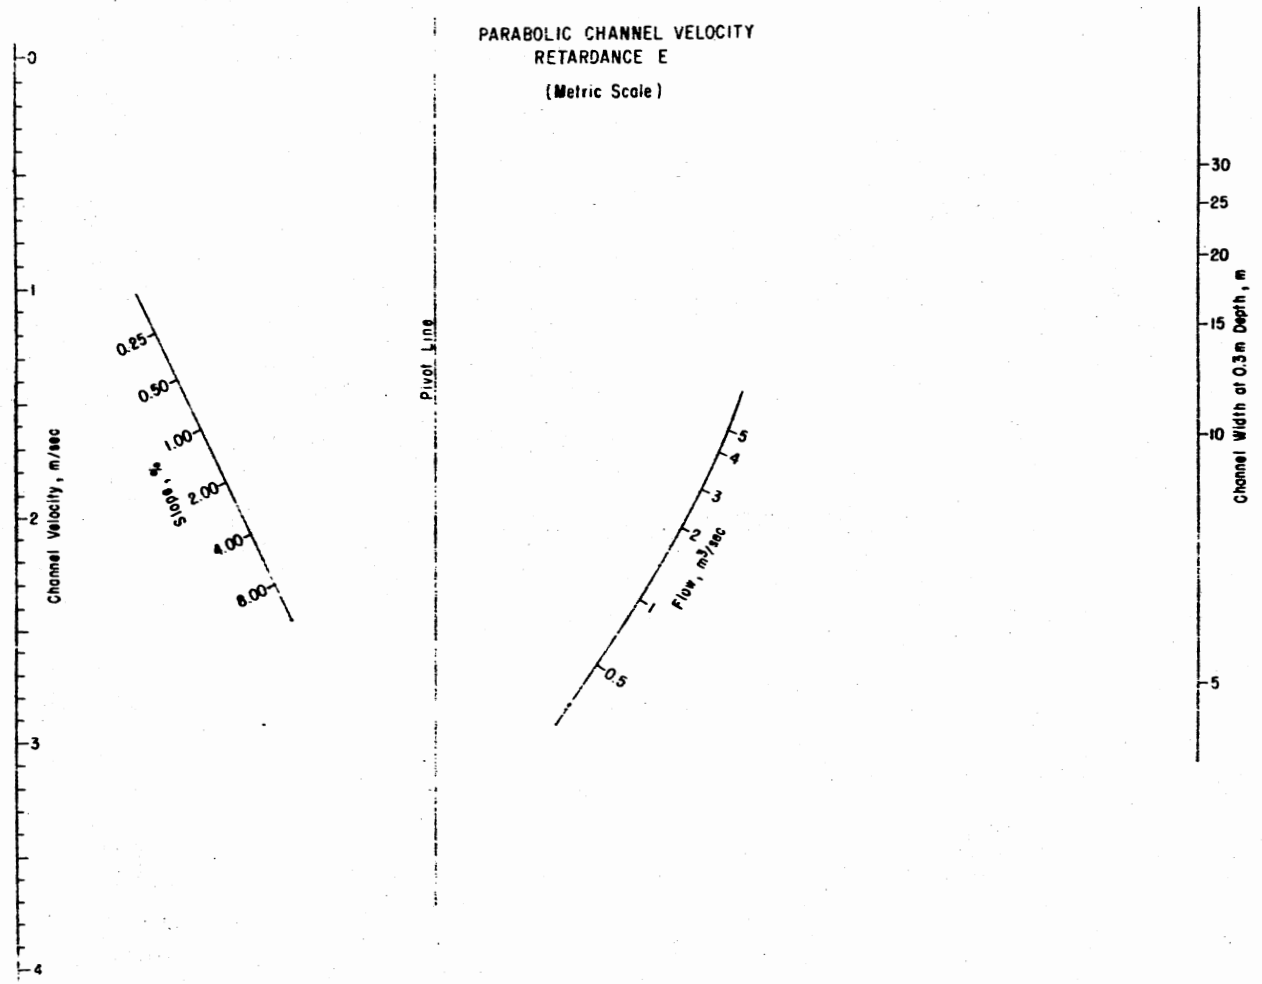 PARABOLIC CHANNEL VELOCITY
RETARDANCE E
(Metric Scale)
0
1
2
3
4
Channel Velocity, m/sec
0.25
0.50
1.00
2.00
4.00
8.00
Slope, %
Pivot Line
5
4
3
2
1
0.5
Flow, m³/sec
30
25
20
15
10
5
Channel Width at 0.3m Depth, m